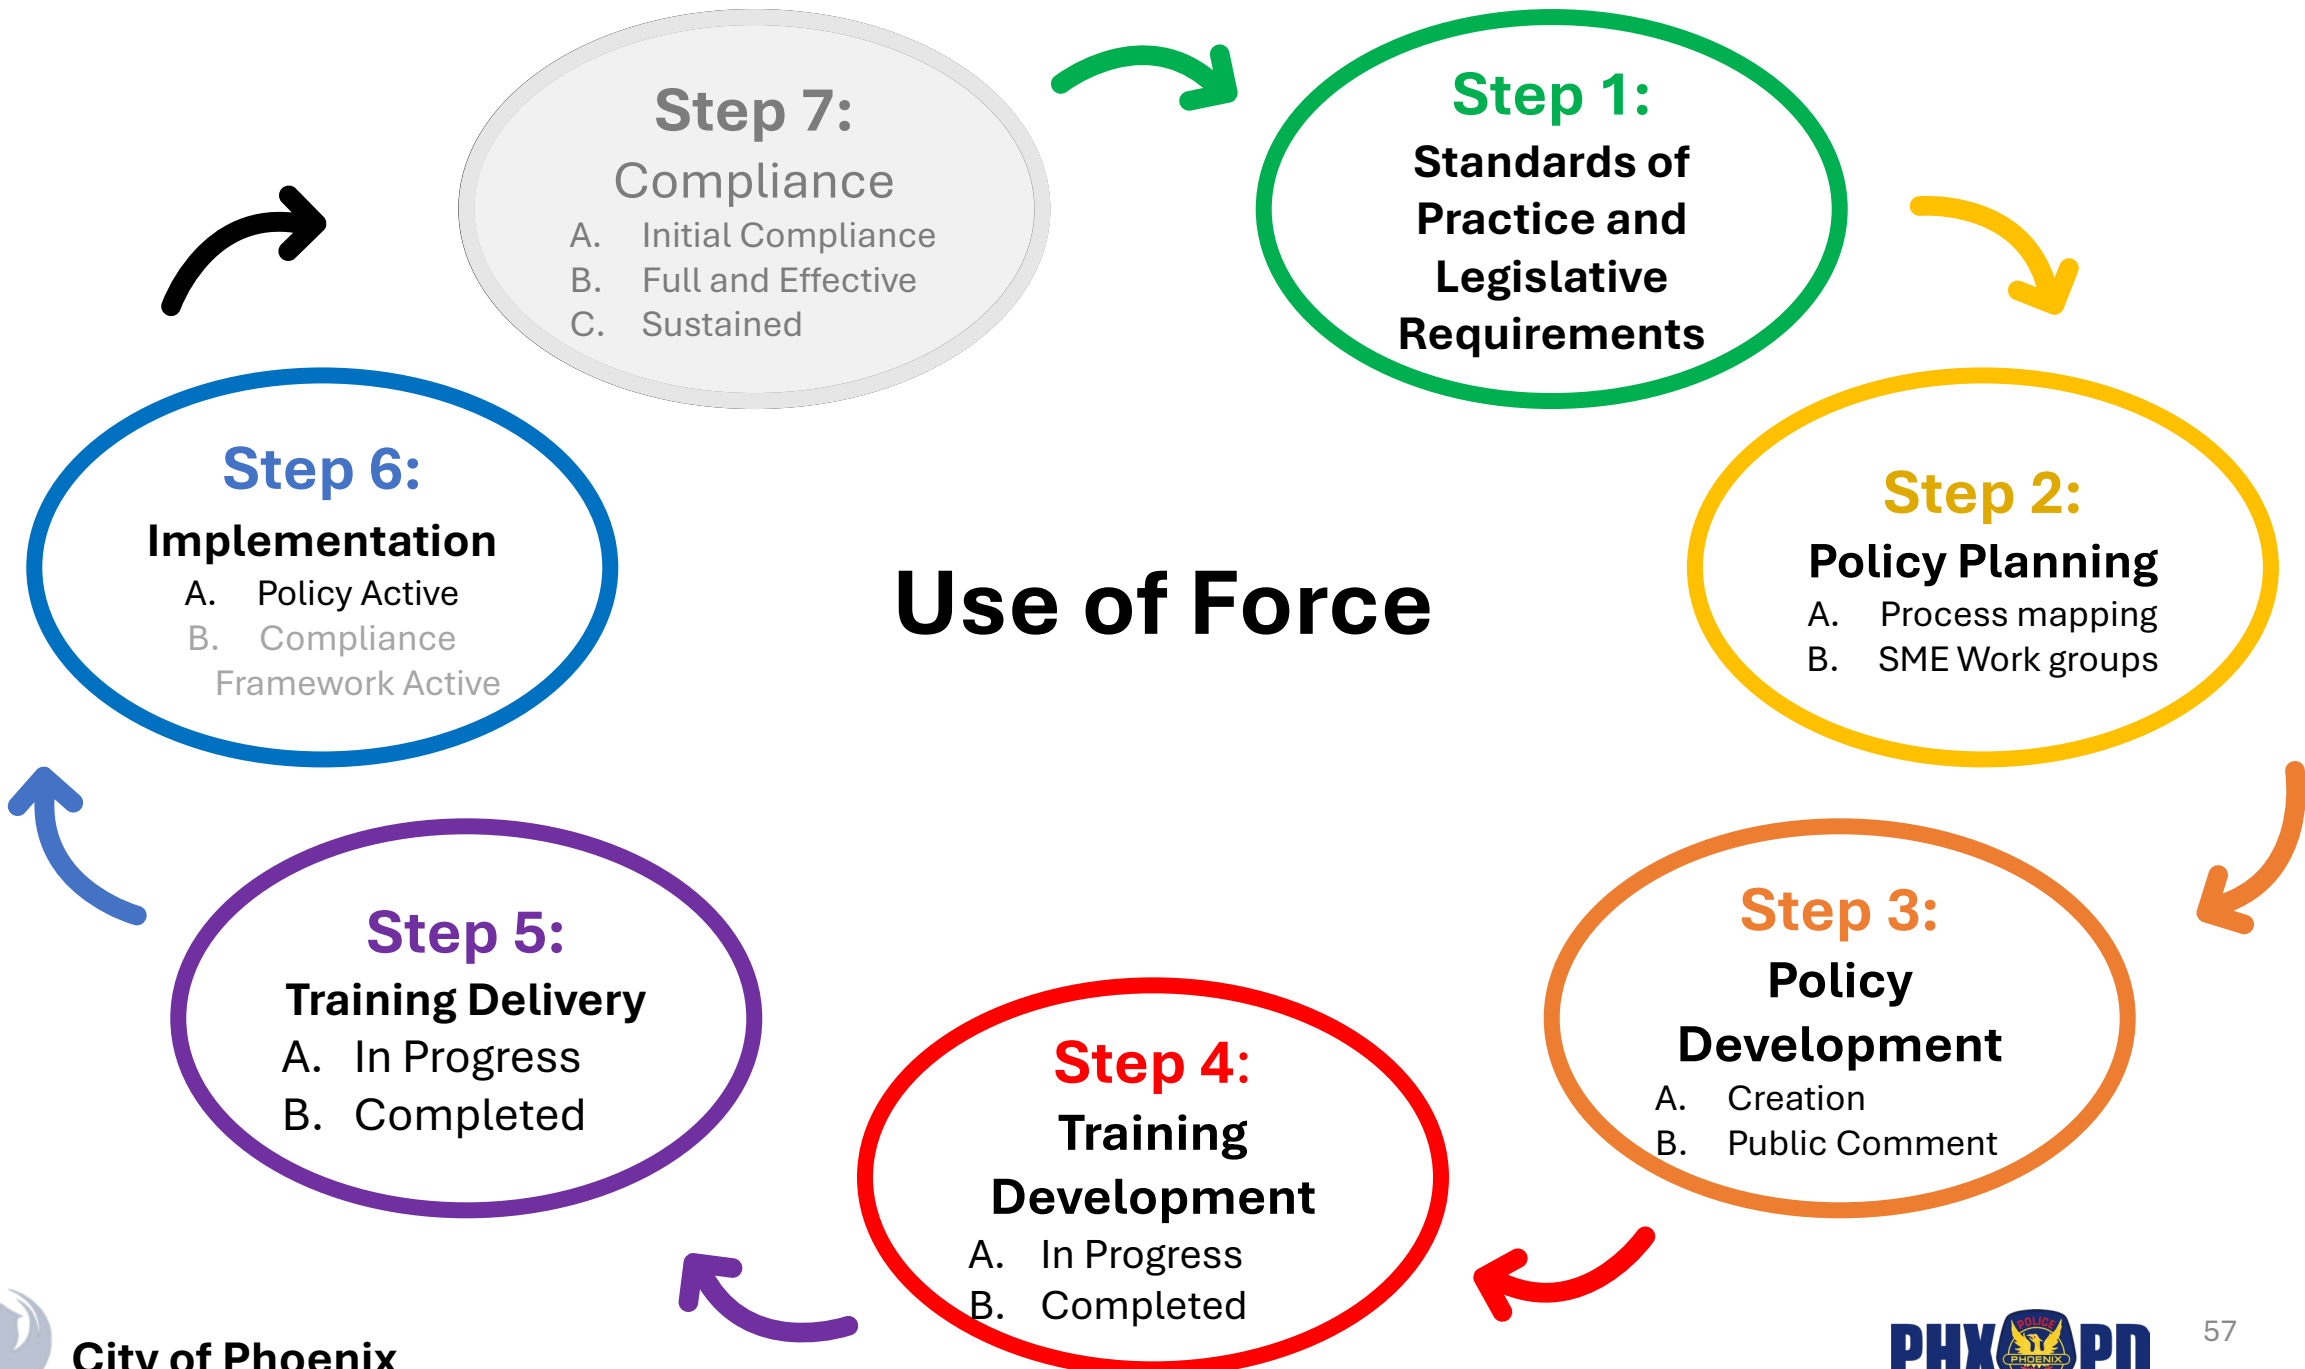 Step 7:
Compliance
A. Initial Compliance
B. Full and Effective
C. Sustained
Step 1:
Standards of
Practice and
Legislative
Requirements
Step 6:
Implementation
A. Policy Active
B. Compliance
Framework Active
Use of Force
Step 2:
Policy Planning
A. Process mapping
B. SME Work groups
Step 5:
Training Delivery
A. In Progress
B. Completed
Step 4:
Training
Development
A. In Progress
B. Completed
Step 3:
Policy
Development
A. Creation
B. Public Comment
City of Phoenix
PHX PD
POLICE
PHOENIX
57